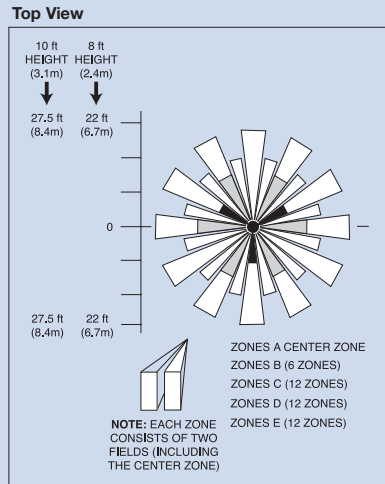 Top View
10 ft 8 ft
HEIGHT HEIGHT
(3.1m) (2.4m)
27.5 ft 22 ft
(8.4m) (6.7m)
0
27.5 ft 22 ft
(8.4m) (6.7m)
ZONES A CENTER ZONE
ZONES B (6 ZONES)
ZONES C (12 ZONES)
ZONES D (12 ZONES)
ZONES E (12 ZONES)
NOTE: EACH ZONE
CONSISTS OF TWO
FIELDS (INCLUDING
THE CENTER ZONE)